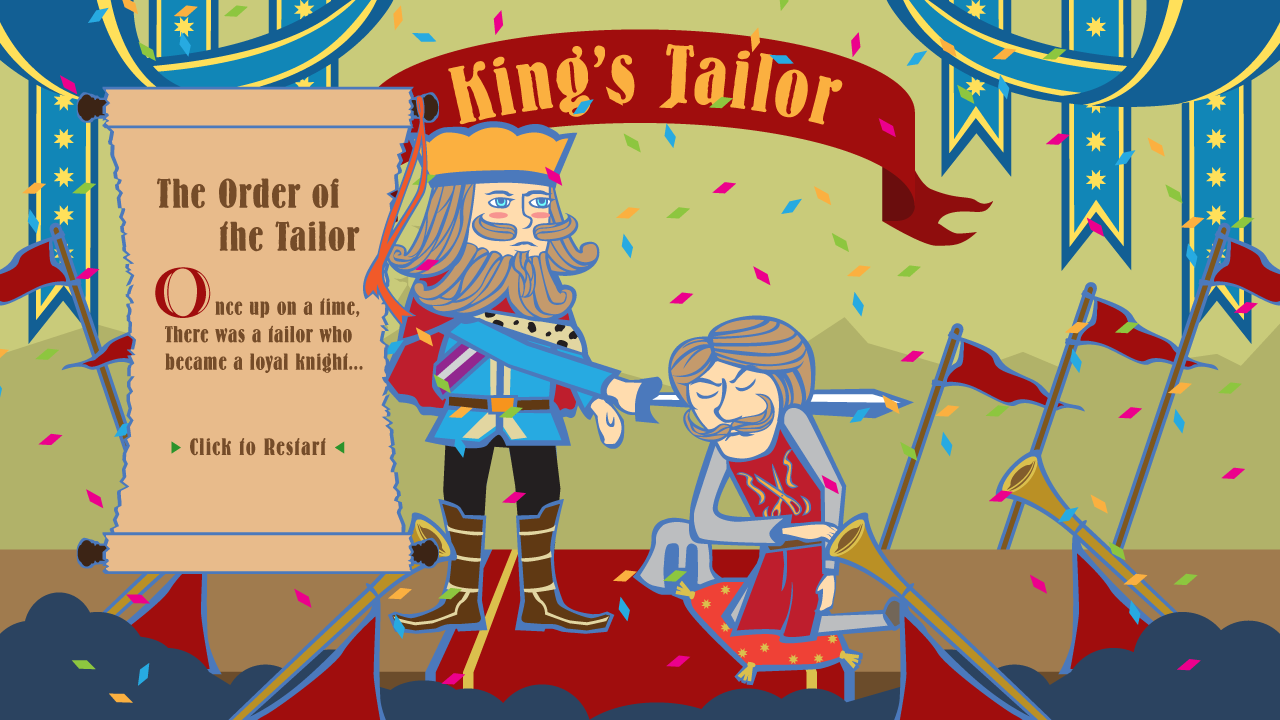 King's Tailor
The Order of
the Tailor
Once up on a time,
There was a tailor who
became a loyal knight...
Click to Restart